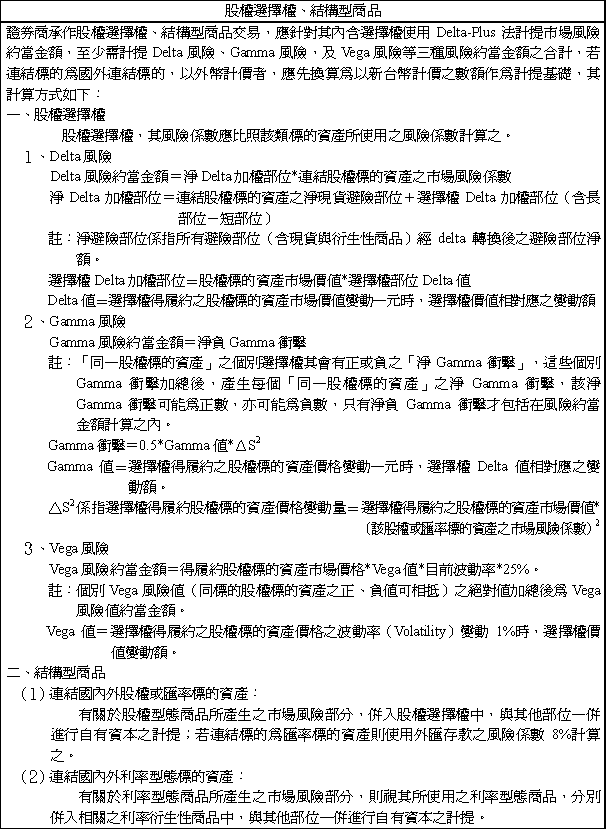 股權選擇權、結構型商品
證券商承作股權選擇權、結構型商品交易，應針對其內含選擇權使用 Delta-Plus 法計提市場風險
約當金額，至少需計提 Delta 風險、Gamma 風險，及 Vega 風險等三種風險約當金額之合計，若
連結標的為國外連結標的，以外幣計價者，應先換算為以新台幣計價之數額作為計提基礎，其
計算方式如下：
一、股權選擇權
股權選擇權，其風險係數應比照該類標的資產所使用之風險係數計算之。
1、Delta 風險
Delta 風險約當金額＝淨 Delta 加權部位*連結股權標的資產之市場風險係數
淨 Delta 加權部位＝連結股權標的資產之淨現貨避險部位＋選擇權 Delta 加權部位（含長
部位－短部位）
註：淨避險部位係指所有避險部位（含現貨與衍生性商品）經 delta 轉換後之避險部位淨
額。
選擇權 Delta 加權部位＝股權標的資產市場價值*選擇權部位 Delta 值
Delta 值＝選擇權得履約之股權標的資產市場價值變動一元時，選擇權價值相對應之變動額
2、Gamma 風險
Gamma 風險約當金額＝淨負 Gamma 衝擊
註：「同一股權標的資產」之個別選擇權其會有正或負之「淨 Gamma 衝擊」，這些個別
Gamma 衝擊加總後，產生每個「同一股權標的資產」之淨 Gamma 衝擊，該淨
Gamma 衝擊可能為正數，亦可能為負數，只有淨負 Gamma 衝擊才包括在風險約當
金額計算之內。
Gamma 衝擊＝0.5*Gamma 值*△S²
Gamma 值＝選擇權得履約之股權標的資產價格變動一元時，選擇權 Delta 值相對應之變
動額。
△S²係指選擇權得履約股權標的資產價格變動量＝選擇權得履約之股權標的資產市場價值*
（該股權或匯率標的資產之市場風險係數）²
3、Vega 風險
Vega 風險約當金額＝得履約股權標的資產市場價格*Vega 值*目前波動率*25%。
註：個別 Vega 風險值（同標的股權標的資產之正、負值可相抵）之絕對值加總後為 Vega
風險值約當金額。
Vega 值＝選擇權得履約之股權標的資產價格之波動率（Volatility）變動 1%時，選擇權價
值變動額。
二、結構型商品
（1）連結國內外股權或匯率標的資產：
有關於股權型態商品所產生之市場風險部分，併入股權選擇權中，與其他部位一併
進行自有資本之計提；若連結標的為匯率標的資產則使用外匯存款之風險係數 8%計算
之。
（2）連結國內外利率型態標的資產：
有關於利率型態商品所產生之市場風險部分，則視其所使用之利率型態商品，分別
併入相關之利率衍生性商品中，與其他部位一併進行自有資本之計提。